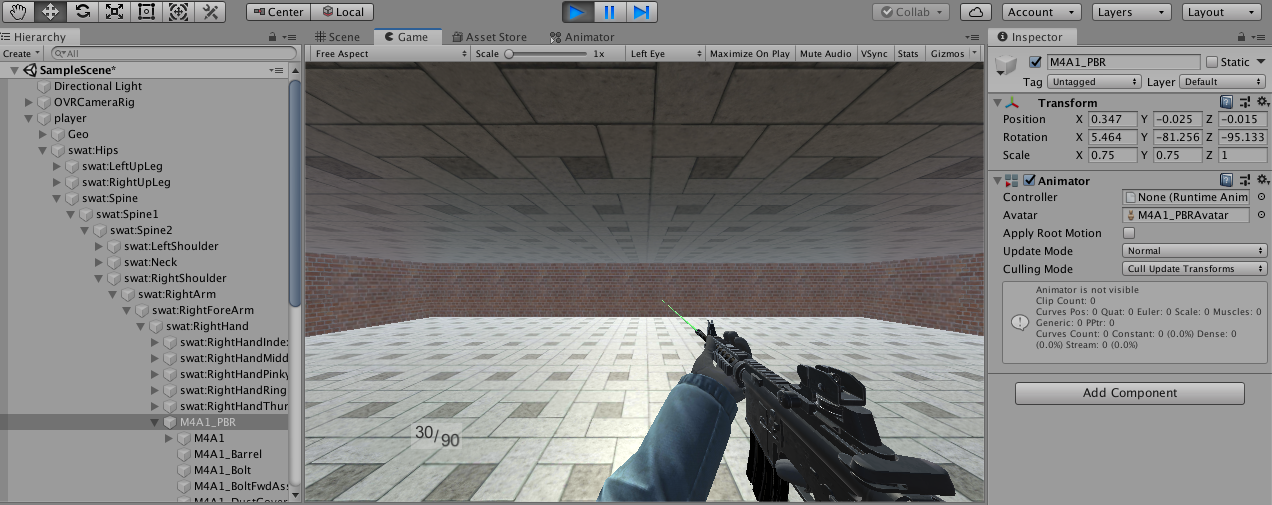 Center Local Collab Account Layers Layout
Hierarchy
Create All
SampleScene*
Directional Light
OVRCameraRig
player
Geo
swat:Hips
swat:LeftUpLeg
swat:RightUpLeg
swat:Spine
swat:Spine1
swat:Spine2
swat:LeftShoulder
swat:Neck
swat:RightShoulder
swat:RightArm
swat:RightForeArm
swat:RightHand
swat:RightHandInde
swat:RightHandMidd
swat:RightHandPinky
swat:RightHandRing
swat:RightHandThur
M4A1_PBR
M4A1
M4A1_Barrel
M4A1_Bolt
M4A1_BoltFwdAss
M4A1_DustCover
Scene Game Asset Store Animator
Free Aspect Scale 1x Left Eye Maximize On Play Mute Audio VSync Stats Gizmos
30/90
Inspector
M4A1_PBR Static
Tag Untagged Layer Default
Transform
Position X 0.347 Y -0.025 Z -0.015
Rotation X 5.464 Y -81.256 Z -95.133
Scale X 0.75 Y 0.75 Z 1
Animator
Controller None (Runtime Anim
Avatar M4A1_PBRAvatar
Apply Root Motion
Update Mode Normal
Culling Mode Cull Update Transforms
Animator is not visible
Clip Count: 0
Curves Pos: 0 Quat: 0 Euler: 0 Scale: 0 Muscles: 0
Generic: 0 PPtr: 0
Curves Count: 0 Constant: 0 (0.0%) Dense: 0
(0.0%) Stream: 0 (0.0%)
Add Component